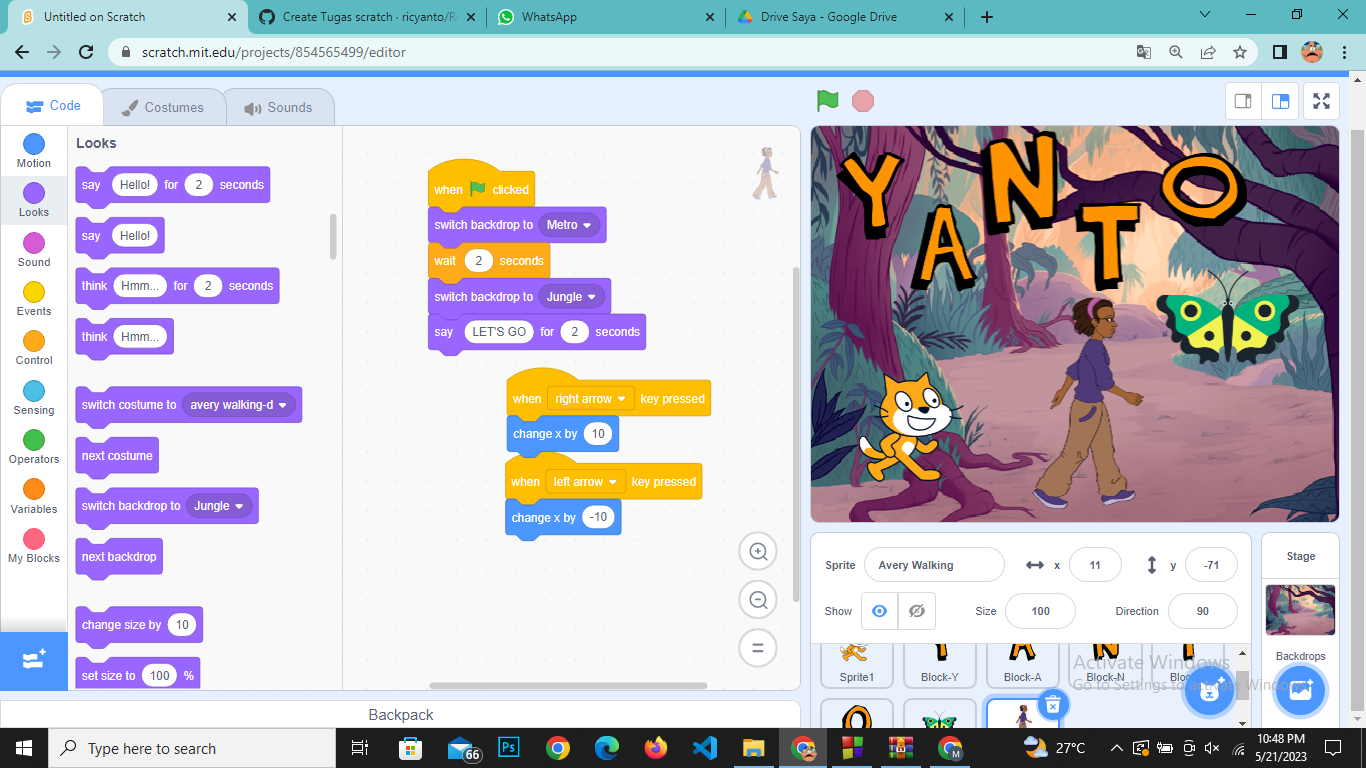 Untitled on Scratch
Create Tugas scratch · ricyanto/R
WhatsApp
Drive Saya - Google Drive
scratch.mit.edu/projects/854565499/editor
Code
Costumes
Sounds
Motion
Looks
Sound
Events
Control
Sensing
Operators
Variables
My Blocks
Looks
say Hello! for 2 seconds
say Hello!
think Hmm... for 2 seconds
think Hmm...
switch costume to avery walking-d
next costume
switch backdrop to Jungle
next backdrop
change size by 10
set size to 100 %
when clicked
switch backdrop to Metro
wait 2 seconds
switch backdrop to Jungle
say LET'S GO for 2 seconds
when right arrow key pressed
change x by 10
when left arrow key pressed
change x by -10
Backpack
YANTO
Sprite Avery Walking x 11 y -71
Show Size 100 Direction 90
Stage
Backdrops
Sprite1
Block-Y
Block-A
Block-N
Activate Windows
Go to Settings to activate Windows.
Type here to search
66
Ps
M
27°C
10:48 PM
5/21/2023